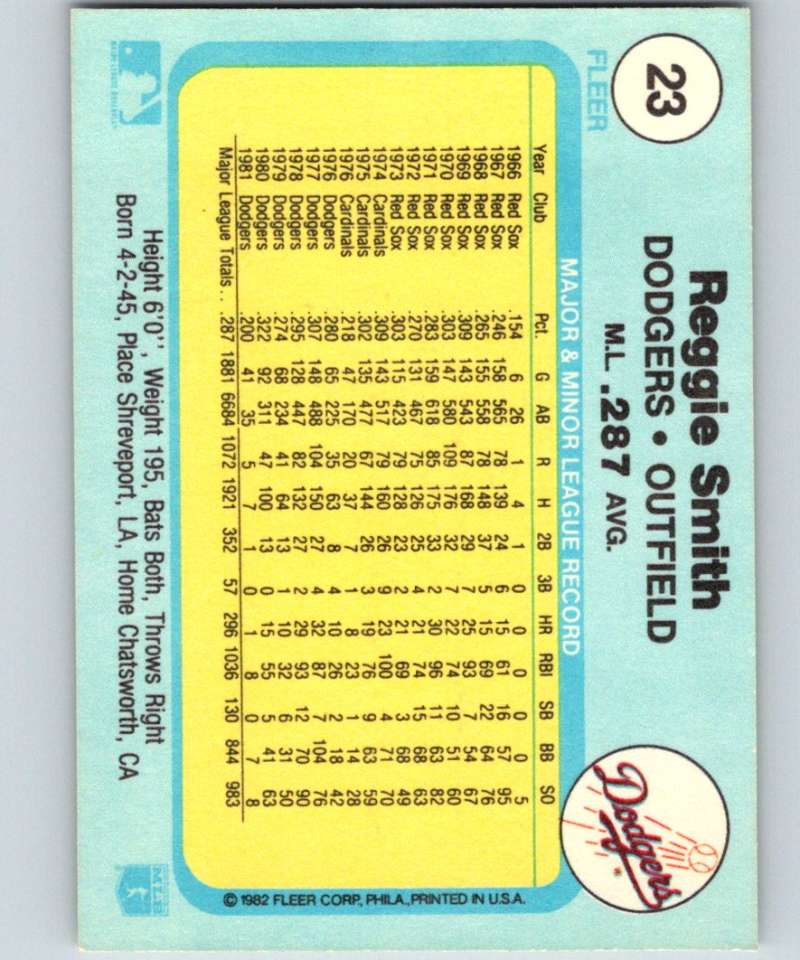 23
FLEER
Reggie Smith
DODGERS • OUTFIELD
M.L. .287 AVG.
Dodgers
MAJOR & MINOR LEAGUE RECORD
Year Club Pct. G AB R H 2B 3B HR RBI SB BB SO
1966 Red Sox .154 6 26 1 4 1 0 0 0 0 0 5
1967 Red Sox .246 158 565 78 139 24 6 15 61 16 57 95
1968 Red Sox .265 155 558 78 148 37 5 15 69 22 64 76
1969 Red Sox .309 143 543 87 168 29 7 25 93 7 54 67
1970 Red Sox .303 147 580 109 176 32 7 22 74 10 51 60
1971 Red Sox .283 159 618 85 175 33 2 30 96 11 63 82
1972 Red Sox .270 131 467 75 126 25 4 21 74 15 68 63
1973 Red Sox .303 115 423 79 128 23 2 21 69 3 68 49
1974 Cardinals .309 143 517 79 160 26 9 23 100 4 71 70
1975 Cardinals .302 135 477 67 144 26 3 19 76 9 63 59
1976 Cardinals .218 47 170 20 37 7 1 8 23 1 14 28
1976 Dodgers .280 65 225 35 63 8 4 10 26 2 18 42
1977 Dodgers .307 148 488 104 150 27 4 32 87 7 104 76
1978 Dodgers .295 128 447 82 132 27 2 29 93 12 70 90
1979 Dodgers .274 68 234 41 64 13 1 10 32 6 31 50
1980 Dodgers .322 92 311 47 100 13 0 15 55 5 41 63
1981 Dodgers .200 41 35 5 7 1 0 1 8 0 7 8
Major League Totals . . .287 1881 6684 1072 1921 352 57 296 1036 130 844 983
© 1982 FLEER CORP., PHILA., PRINTED IN U.S.A.
Height 6'0'', Weight 195, Bats Both, Throws Right
Born 4-2-45, Place Shreveport, LA, Home Chatsworth, CA